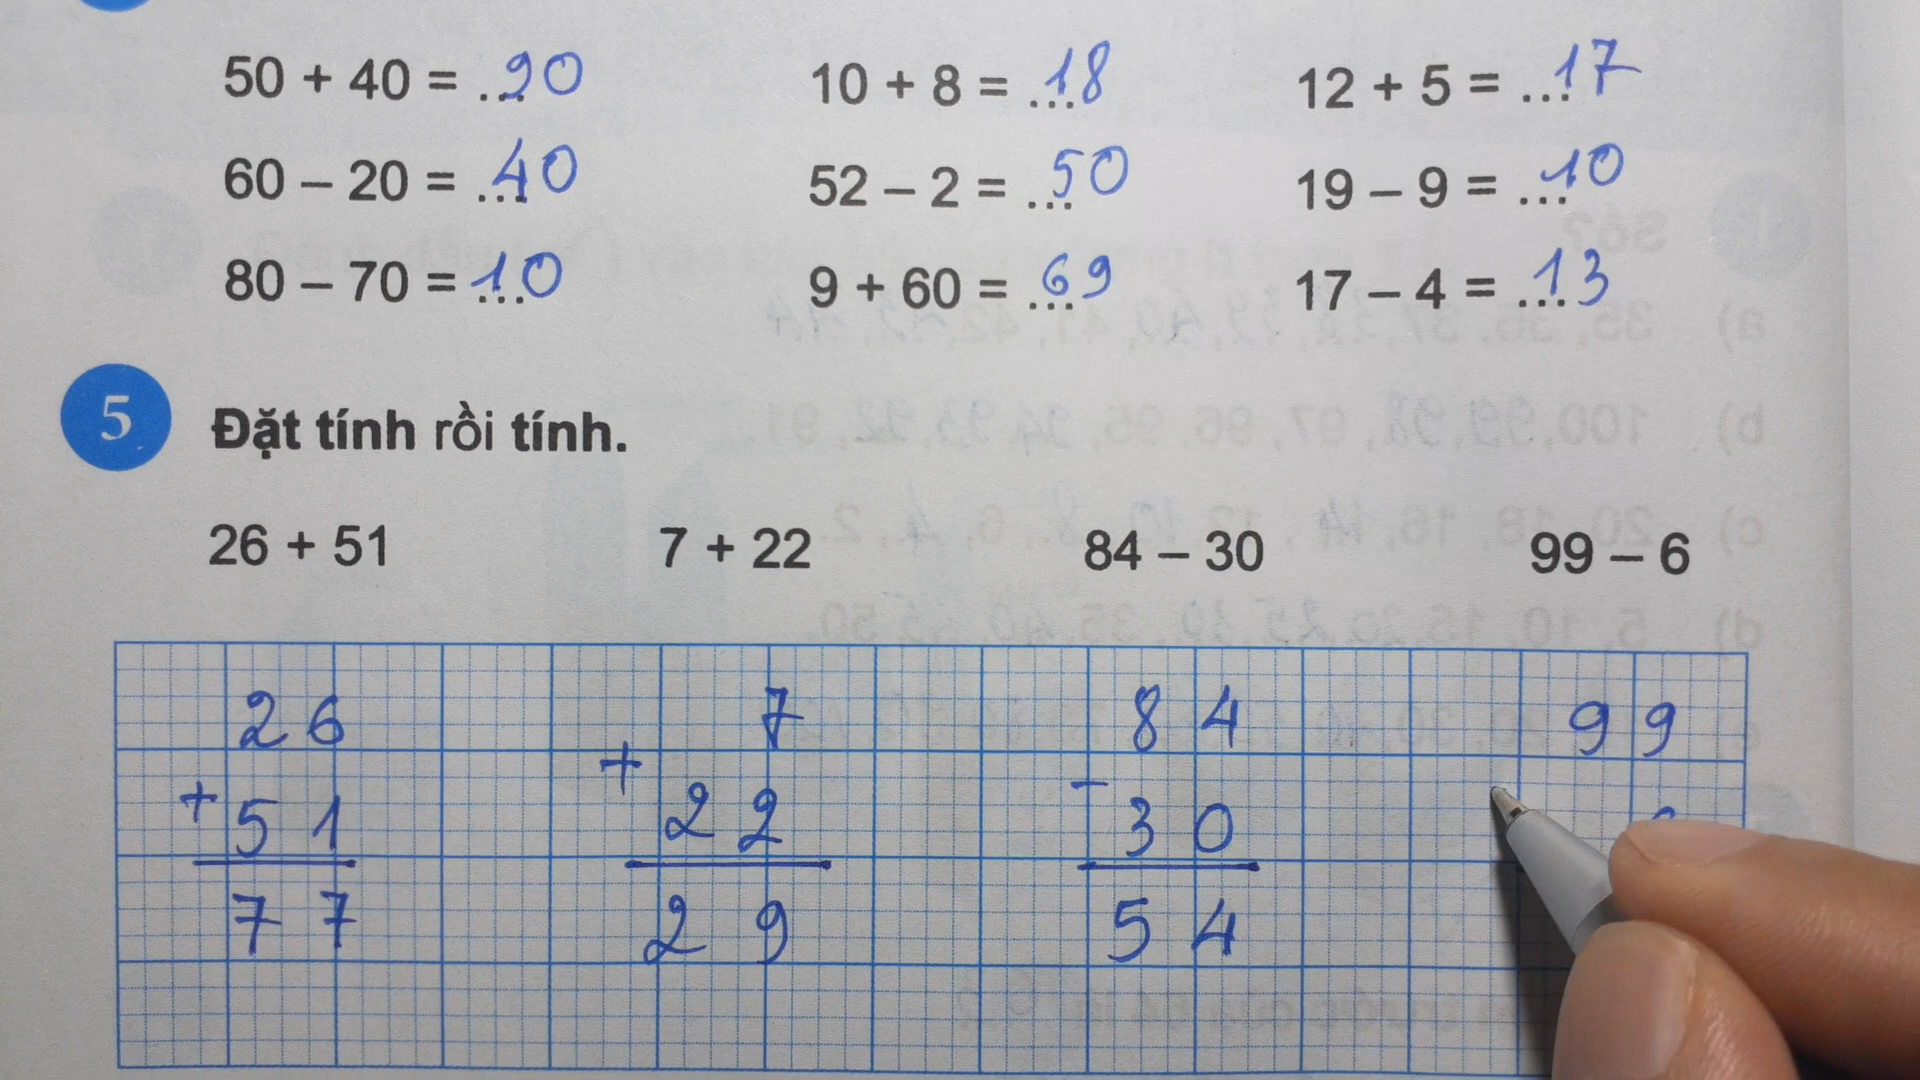 50 + 40 = ...90 10 + 8 = ...18 12 + 5 = ...17
60 – 20 = ...40 52 – 2 = ...50 19 – 9 = ...10
80 – 70 = ...10 9 + 60 = ...69 17 – 4 = ...13
5 Đặt tính rồi tính.
26 + 51 7 + 22 84 – 30 99 – 6
26 7 84 99
+ + -
51 22 30
77 29 54